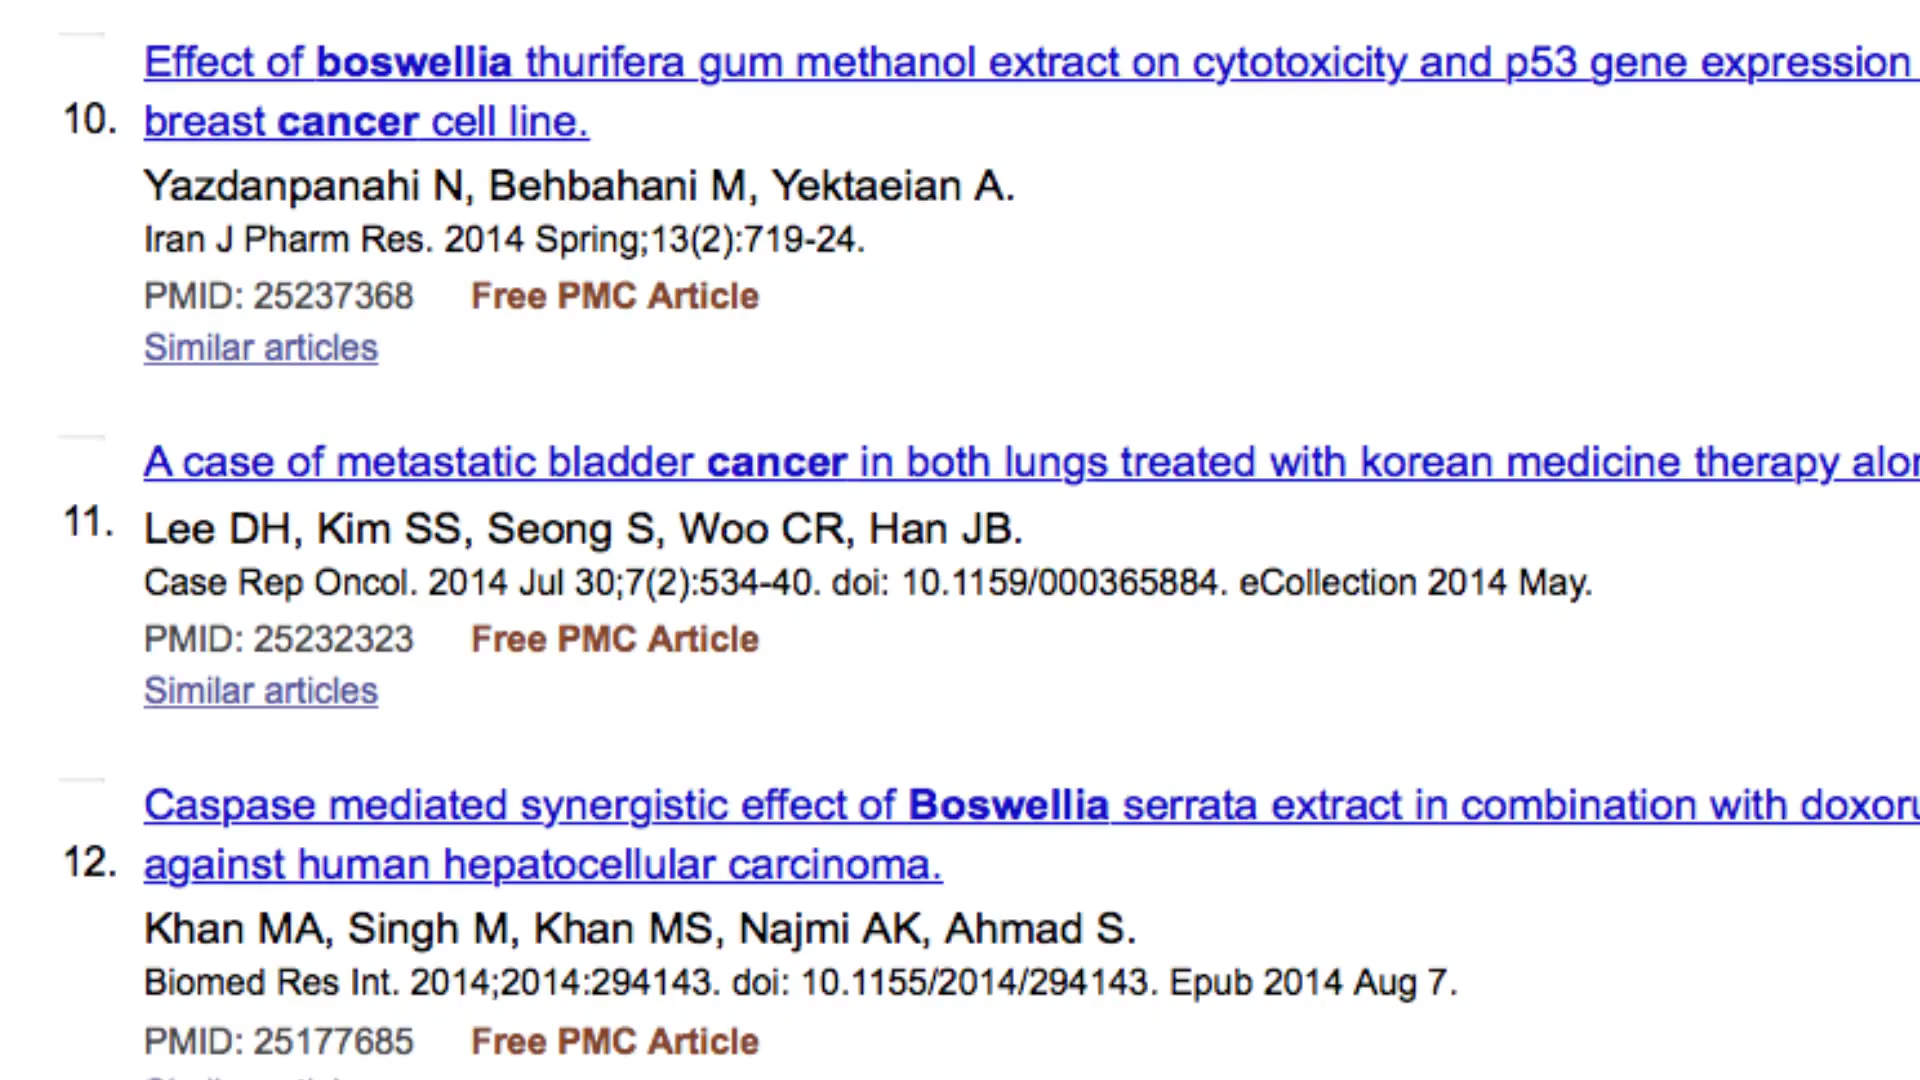 Effect of boswellia thurifera gum methanol extract on cytotoxicity and p53 gene expression
10. breast cancer cell line.
Yazdanpanahi N, Behbahani M, Yektaeian A.
Iran J Pharm Res. 2014 Spring;13(2):719-24.
PMID: 25237368 Free PMC Article
Similar articles
A case of metastatic bladder cancer in both lungs treated with korean medicine therapy
11. Lee DH, Kim SS, Seong S, Woo CR, Han JB.
Case Rep Oncol. 2014 Jul 30;7(2):534-40. doi: 10.1159/000365884. eCollection 2014 May.
PMID: 25232323 Free PMC Article
Similar articles
Caspase mediated synergistic effect of Boswellia serrata extract in combination with
12. against human hepatocellular carcinoma.
Khan MA, Singh M, Khan MS, Najmi AK, Ahmad S.
Biomed Res Int. 2014;2014:294143. doi: 10.1155/2014/294143. Epub 2014 Aug 7.
PMID: 25177685 Free PMC Article